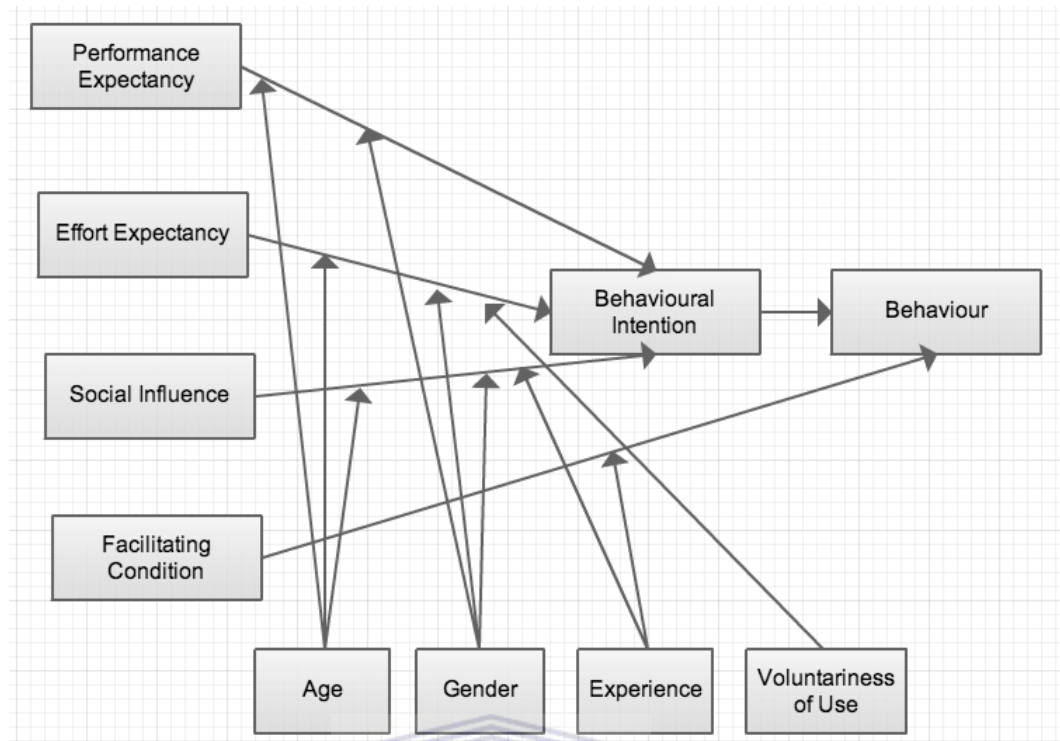 Performance
Expectancy
Effort Expectancy
Social Influence
Facilitating
Condition
Behavioural
Intention
Behaviour
Age
Gender
Experience
Voluntariness
of Use